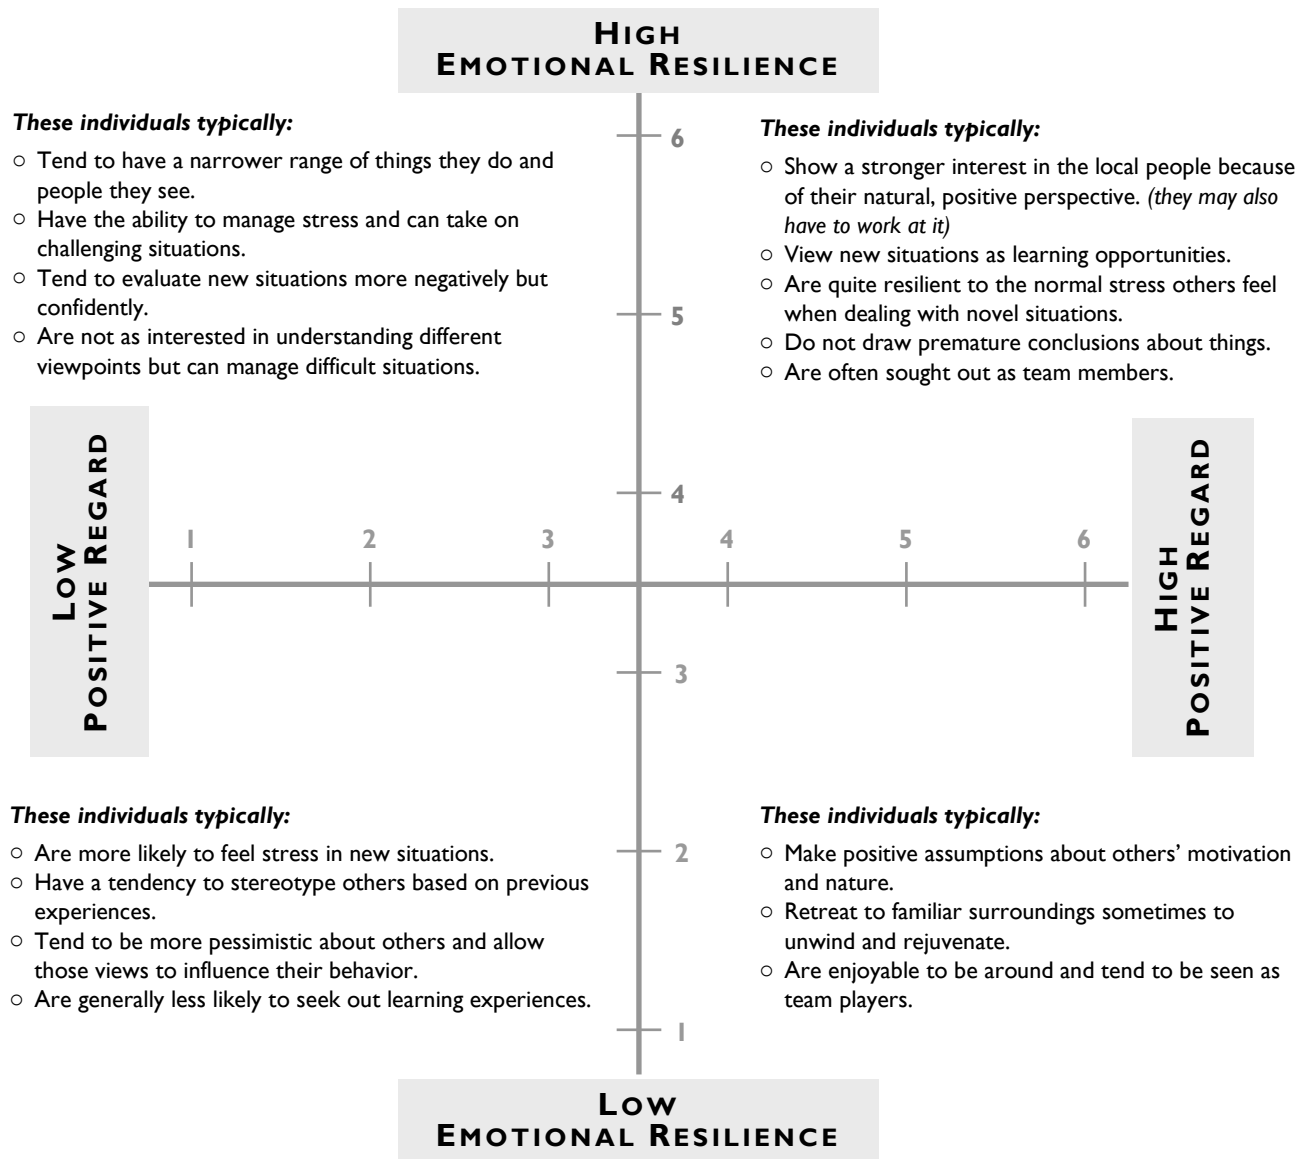 HIGH
EMOTIONAL RESILIENCE
These individuals typically:
○ Tend to have a narrower range of things they do and
people they see.
○ Have the ability to manage stress and can take on
challenging situations.
○ Tend to evaluate new situations more negatively but
confidently.
○ Are not as interested in understanding different
viewpoints but can manage difficult situations.
These individuals typically:
○ Show a stronger interest in the local people because
of their natural, positive perspective. (they may also
have to work at it)
○ View new situations as learning opportunities.
○ Are quite resilient to the normal stress others feel
when dealing with novel situations.
○ Do not draw premature conclusions about things.
○ Are often sought out as team members.
6
5
4
LOW
POSITIVE REGARD
1 2 3 4 5 6
HIGH
POSITIVE REGARD
3
2
1
These individuals typically:
○ Are more likely to feel stress in new situations.
○ Have a tendency to stereotype others based on previous
experiences.
○ Tend to be more pessimistic about others and allow
those views to influence their behavior.
○ Are generally less likely to seek out learning experiences.
These individuals typically:
○ Make positive assumptions about others’ motivation
and nature.
○ Retreat to familiar surroundings sometimes to
unwind and rejuvenate.
○ Are enjoyable to be around and tend to be seen as
team players.
LOW
EMOTIONAL RESILIENCE